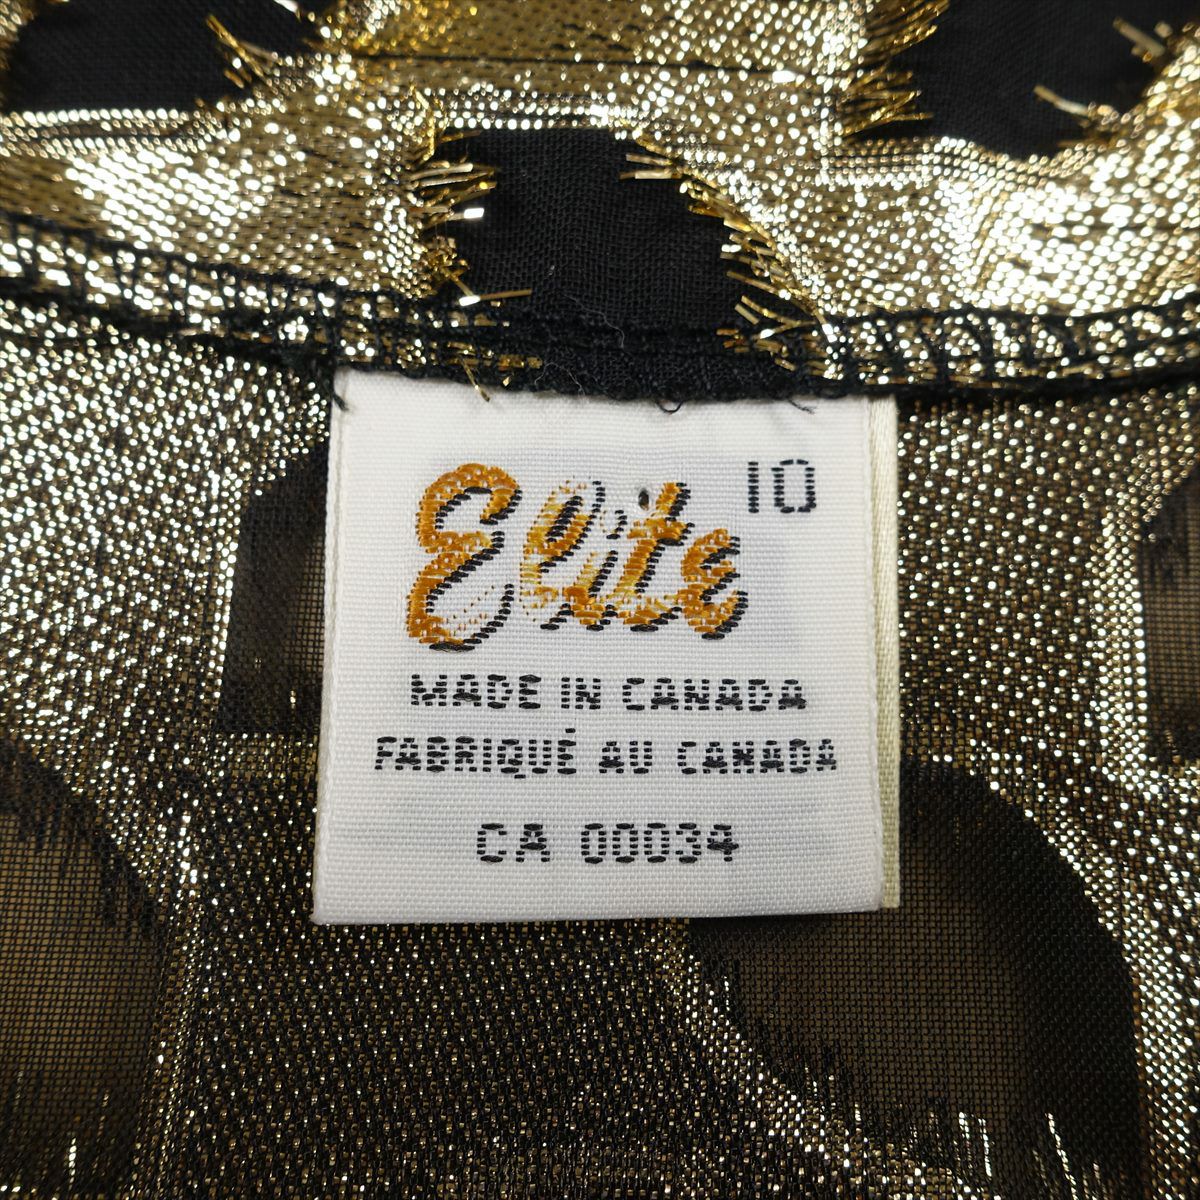 Elite 10
MADE IN CANADA
FABRIQUÉ AU CANADA
CA 00034